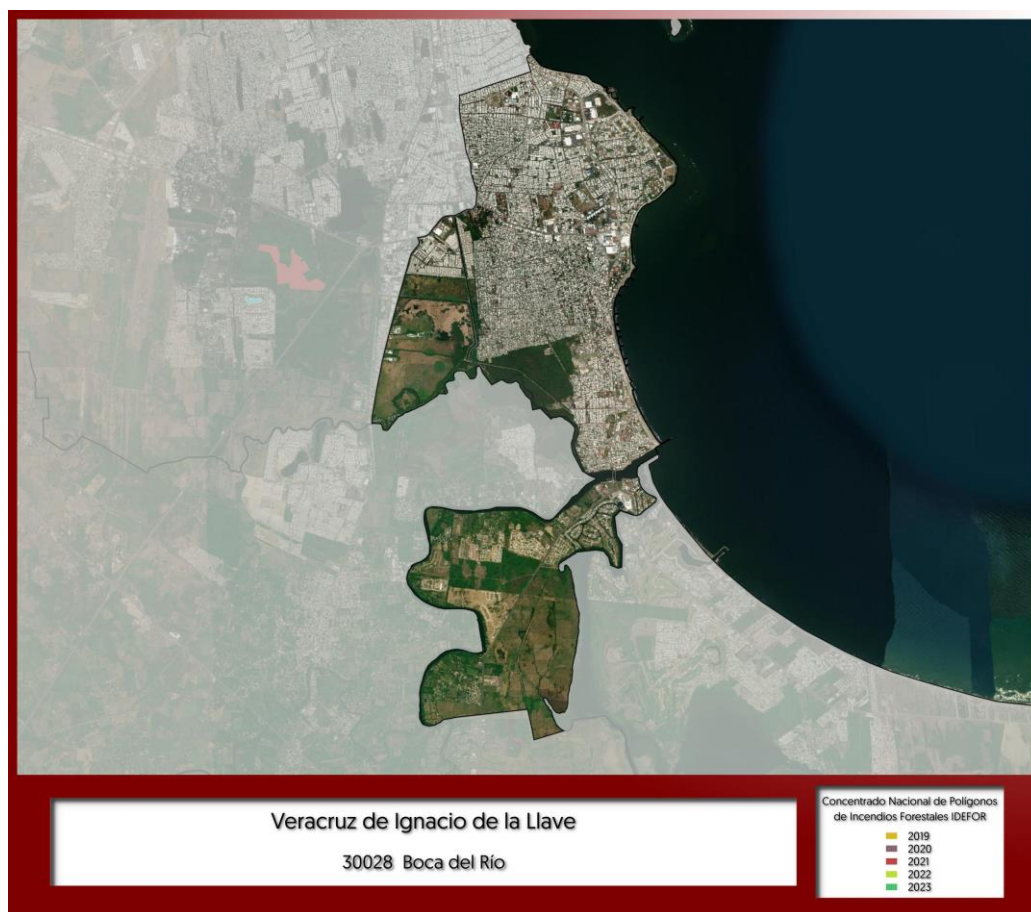 Veracruz de Ignacio de la Llave
30028 Boca del Río
Concentrado Nacional de Polígonos
de Incendios Forestales IDEFOR
2019
2020
2021
2022
2023